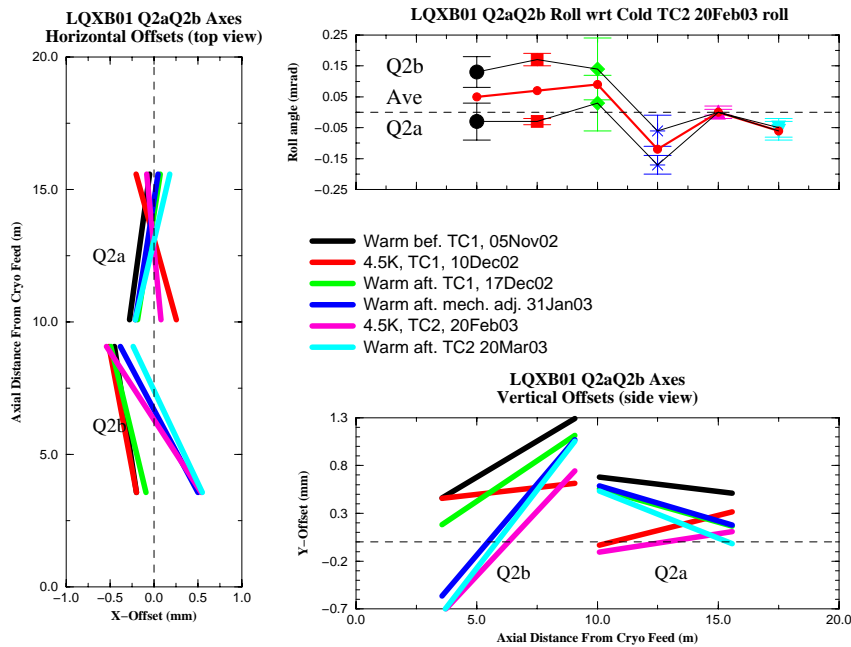 LQXB01 Q2aQ2b Axes
Horizontal Offsets (top view)
20.0
15.0
10.0
5.0
0.0
Axial Distance From Cryo Feed (m)
Q2a
Q2b
−1.0 −0.5 0.0 0.5 1.0
X−Offset (mm)
LQXB01 Q2aQ2b Roll wrt Cold TC2 20Feb03 roll
0.25
0.15
0.05
−0.05
−0.15
−0.25
Roll angle (mrad)
Q2b
Ave
Q2a
Warm bef. TC1, 05Nov02
4.5K, TC1, 10Dec02
Warm aft. TC1, 17Dec02
Warm aft. mech. adj. 31Jan03
4.5K, TC2, 20Feb03
Warm aft. TC2 20Mar03
LQXB01 Q2aQ2b Axes
Vertical Offsets (side view)
1.3
0.8
0.3
−0.2
−0.7
Y−Offset (mm)
Q2b
Q2a
0.0 5.0 10.0 15.0 20.0
Axial Distance From Cryo Feed (m)